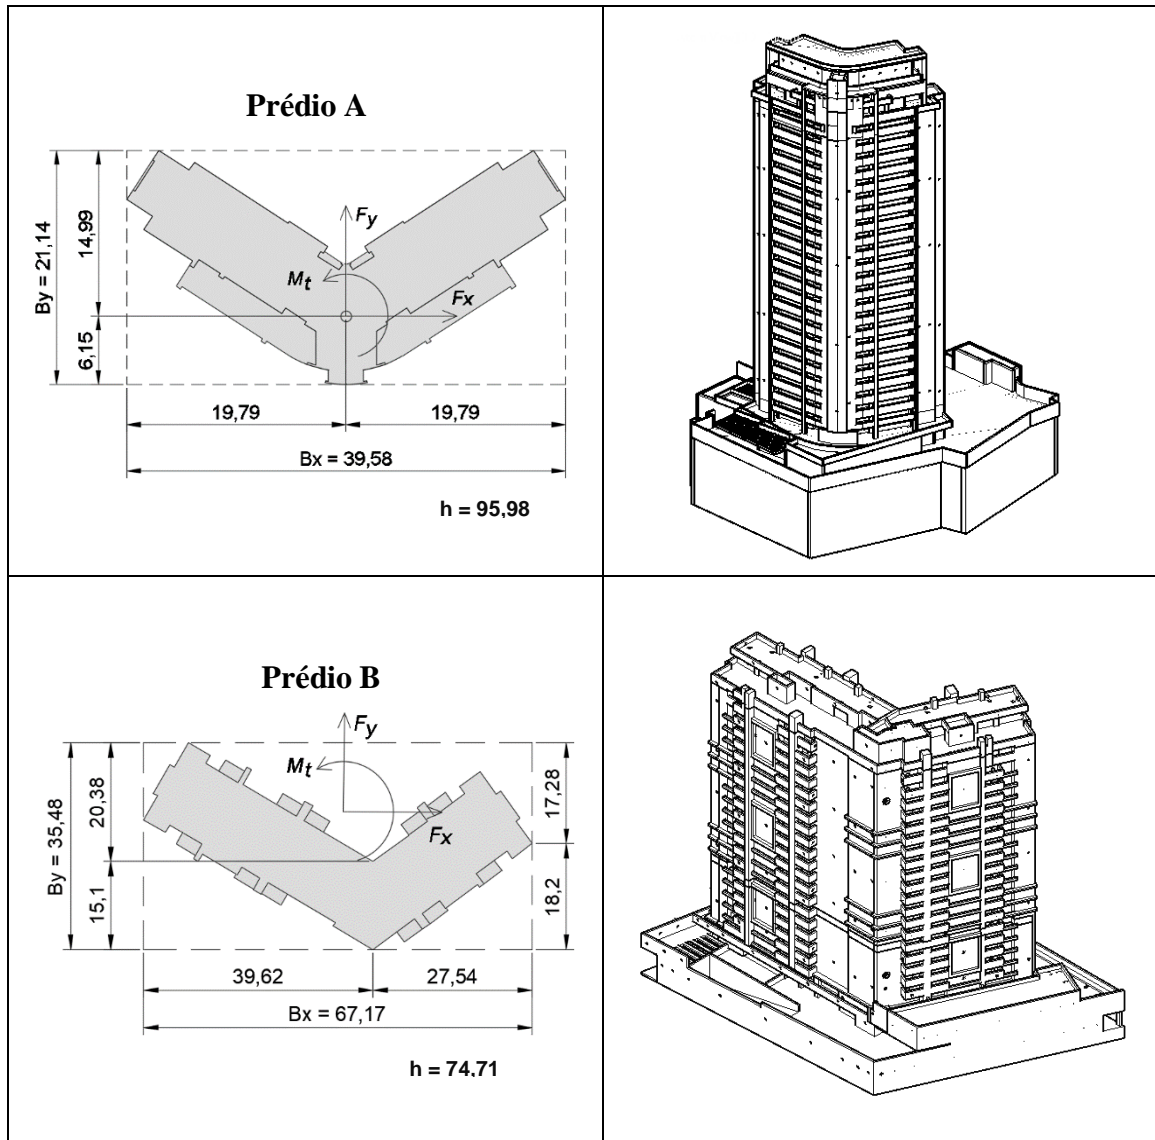 Prédio A
Fy
Mt
Fx
By = 21,14
14,99
6,15
19,79
19,79
Bx = 39,58
h = 95,98
Prédio B
Fy
Mt
Fx
By = 35,48
20,38
15,1
17,28
18,2
39,62
27,54
Bx = 67,17
h = 74,71